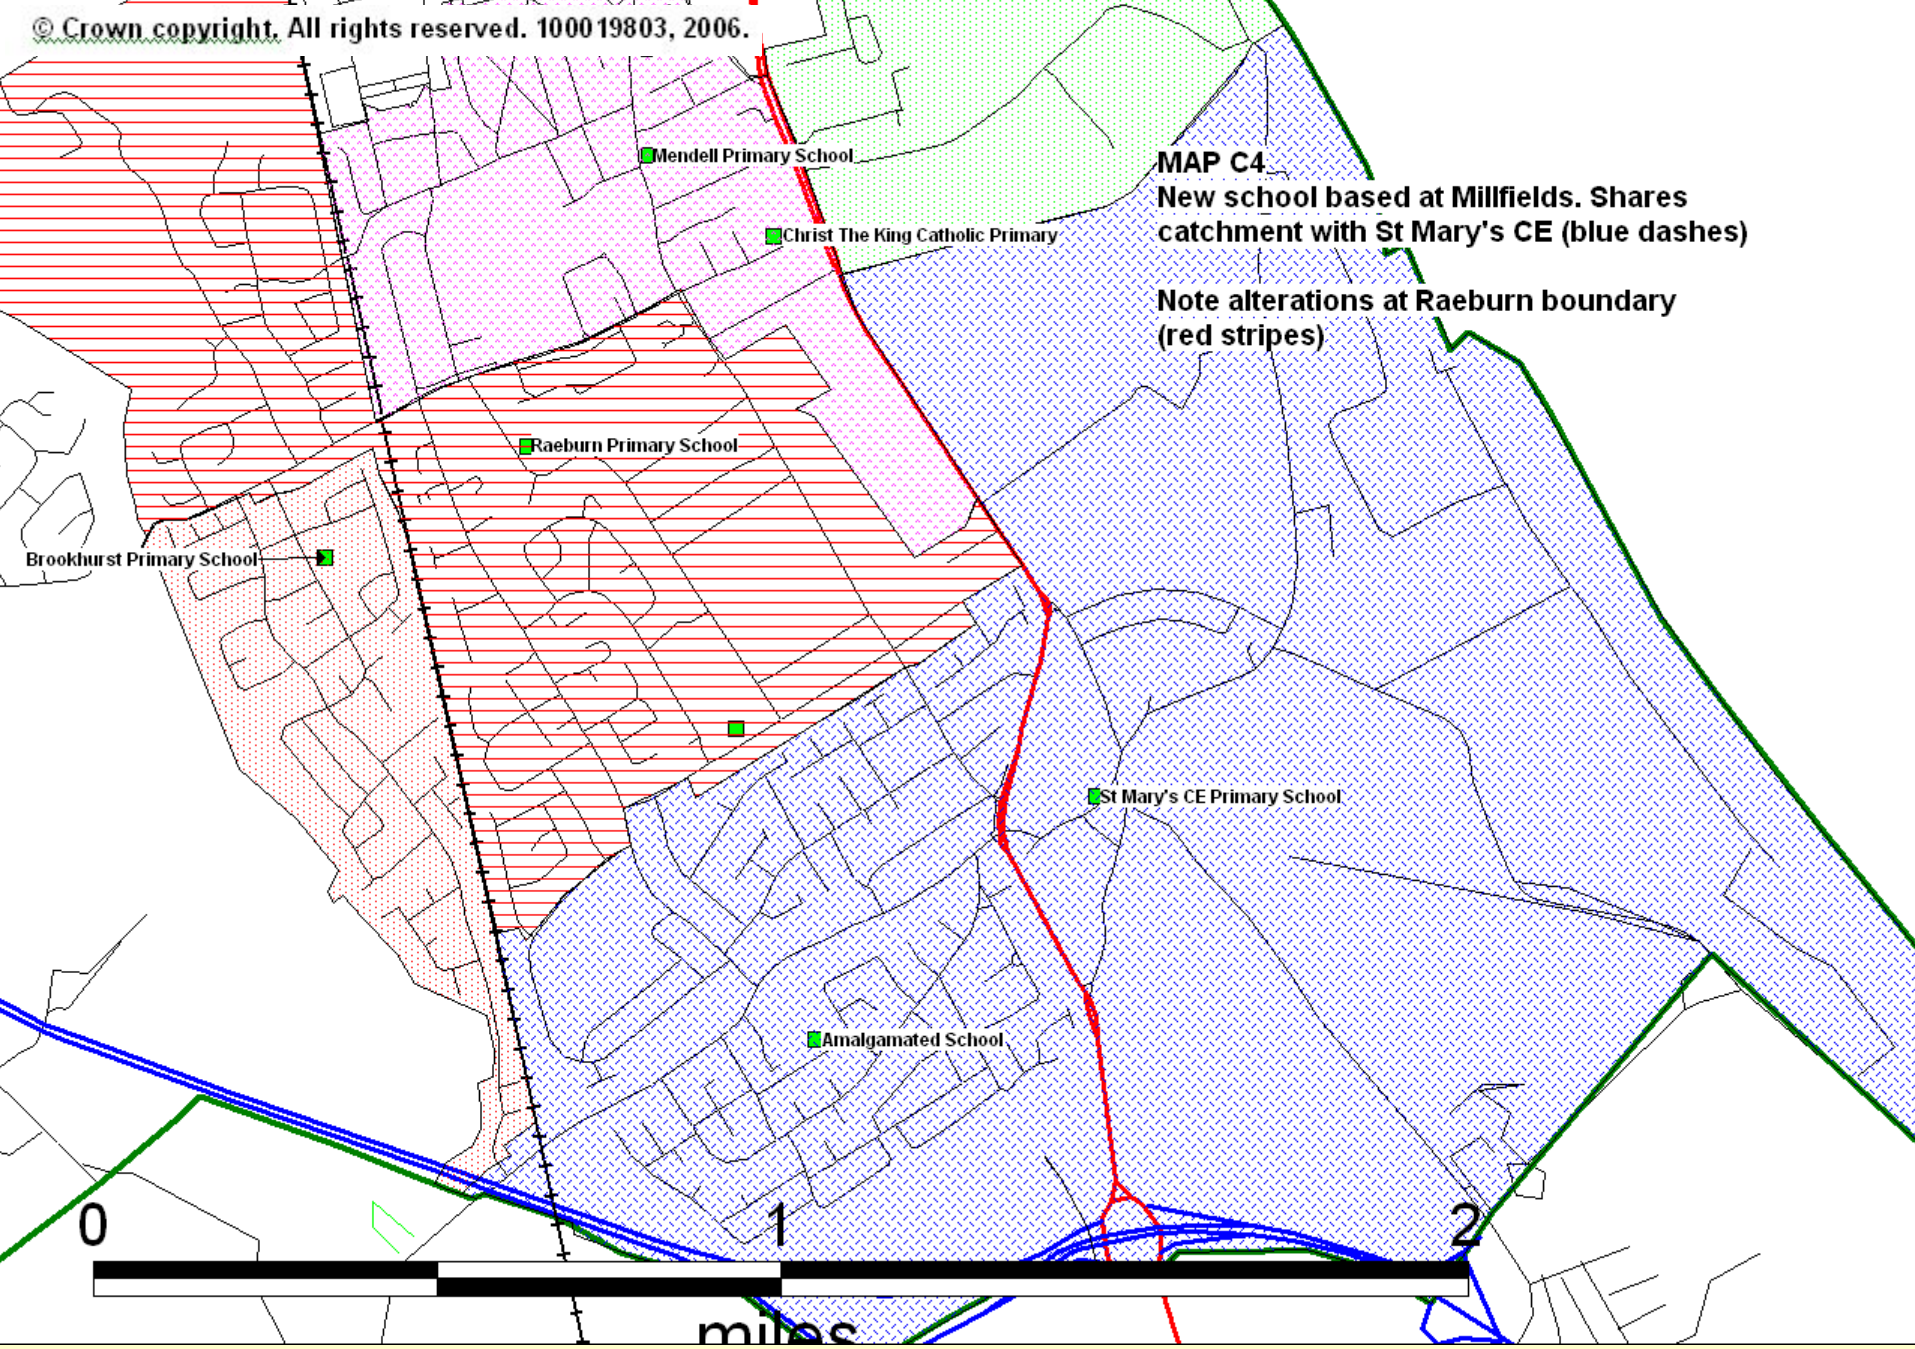 © Crown copyright. All rights reserved. 100019803, 2006.
Mendell Primary School
MAP C4
New school based at Millfields. Shares
catchment with St Mary's CE (blue dashes)
Christ The King Catholic Primary
Note alterations at Raeburn boundary
(red stripes)
Raeburn Primary School
Brookhurst Primary School
St Mary's CE Primary School
Amalgamated School
0 1 2
miles